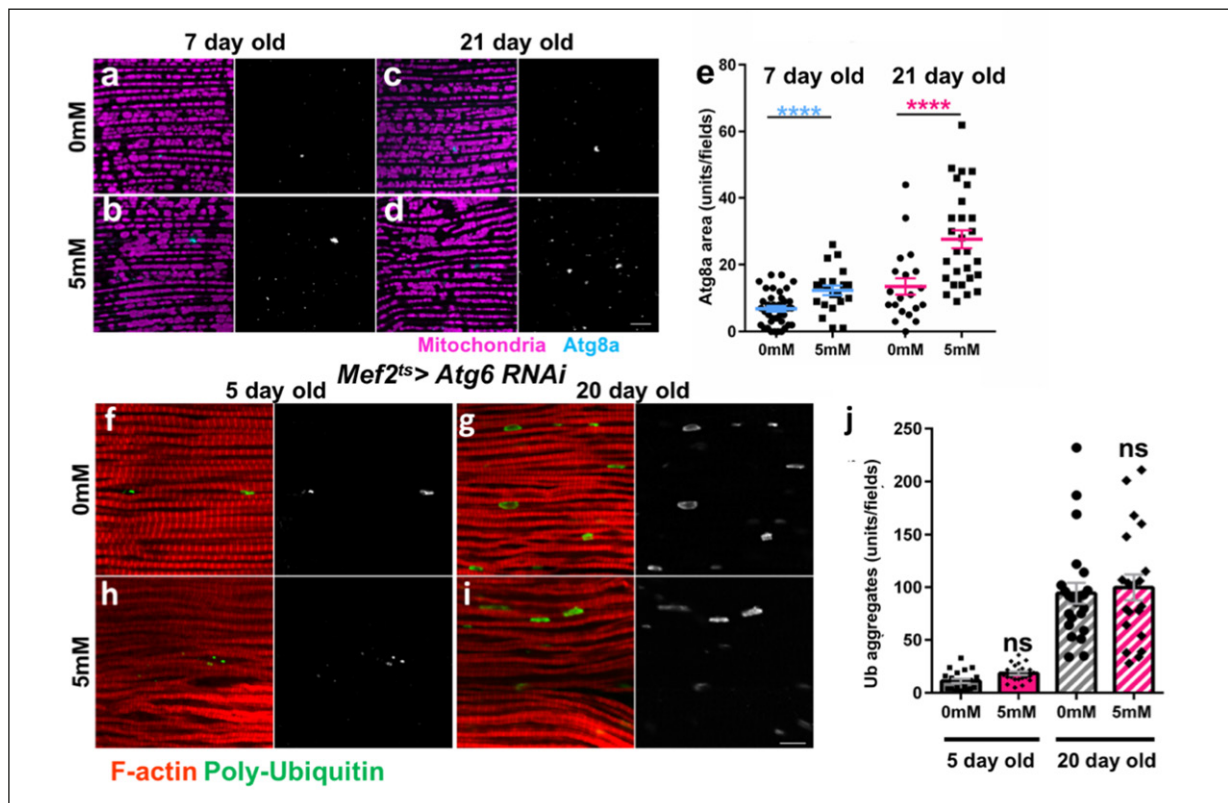 7 day old
21 day old
a
c
0mM
b
d
5mM
Mitochondria Atg8a
e
7 day old
21 day old
****
****
Atg8a area (units/fields)
80
60
40
20
0
0mM
5mM
0mM
5mM
Mef2ts> Atg6 RNAi
5 day old
20 day old
f
g
0mM
h
i
5mM
F-actin Poly-Ubiquitin
j
Ub aggregates (units/fields)
250
200
150
100
50
0
ns
ns
0mM
5mM
0mM
5mM
5 day old
20 day old